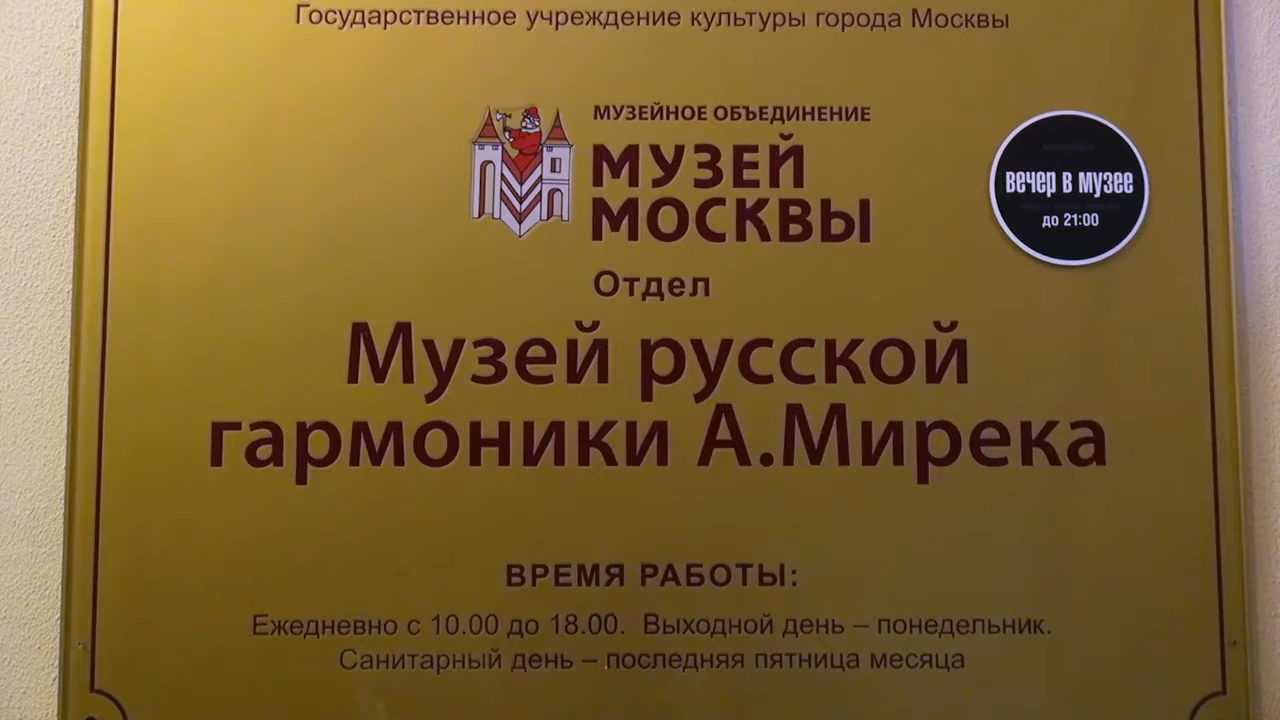 Государственное учреждение культуры города Москвы
МУЗЕЙНОЕ ОБЪЕДИНЕНИЕ
МУЗЕЙ
МОСКВЫ
вечер в музее
до 21:00
Отдел
Музей русской
гармоники А.Мирека
ВРЕМЯ РАБОТЫ:
Ежедневно с 10.00 до 18.00. Выходной день – понедельник.
Санитарный день – последняя пятница месяца